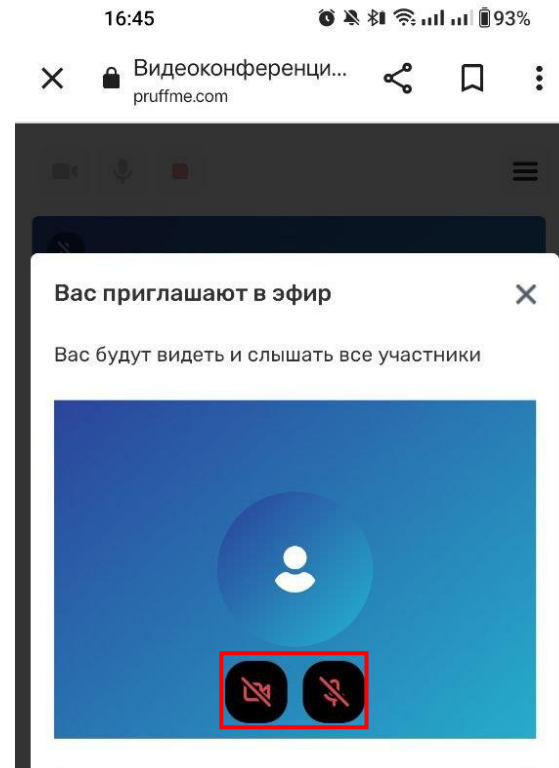 16:45
93%
Видеоконференци...
pruffme.com
Вас приглашают в эфир
Вас будут видеть и слышать все участники